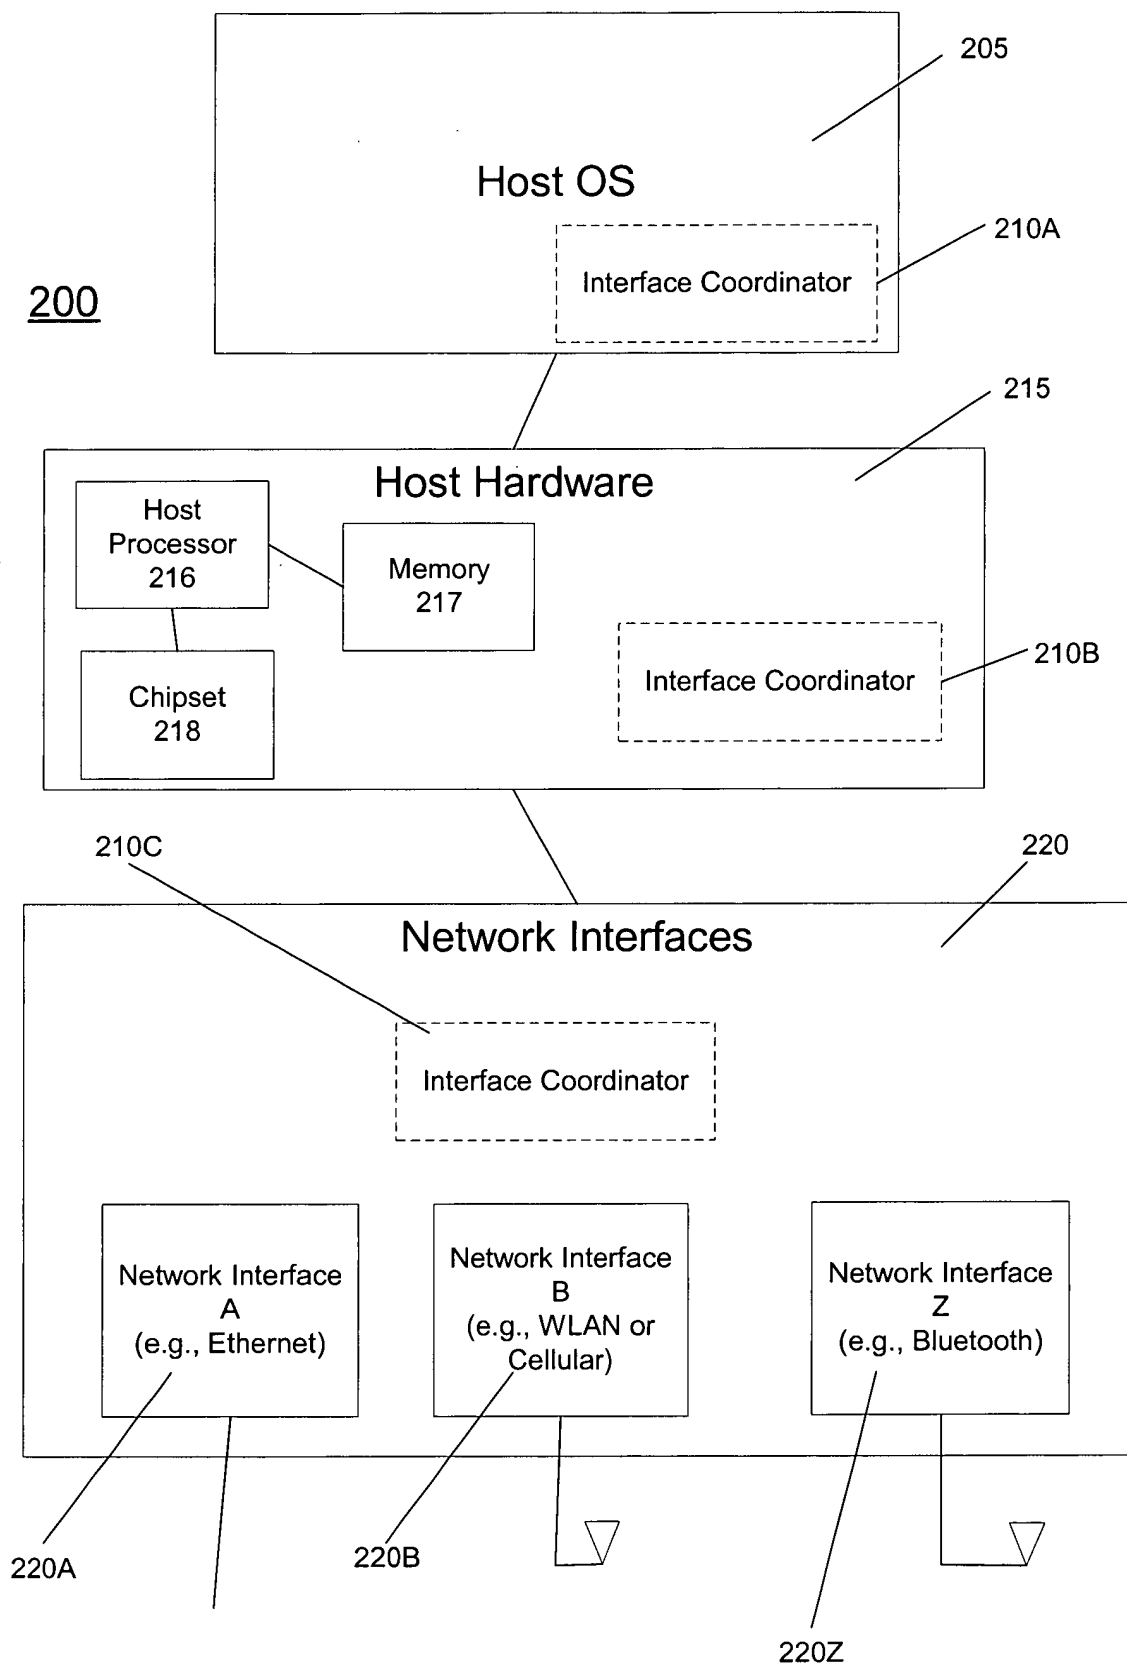 205
Host OS
210A
Interface Coordinator
200
215
Host Hardware
Host
Processor
216
Memory
217
210B
Interface Coordinator
Chipset
218
210C
220
Network Interfaces
Interface Coordinator
Network Interface
A
(e.g., Ethernet)
Network Interface
B
(e.g., WLAN or
Cellular)
Network Interface
Z
(e.g., Bluetooth)
220A
220B
220Z